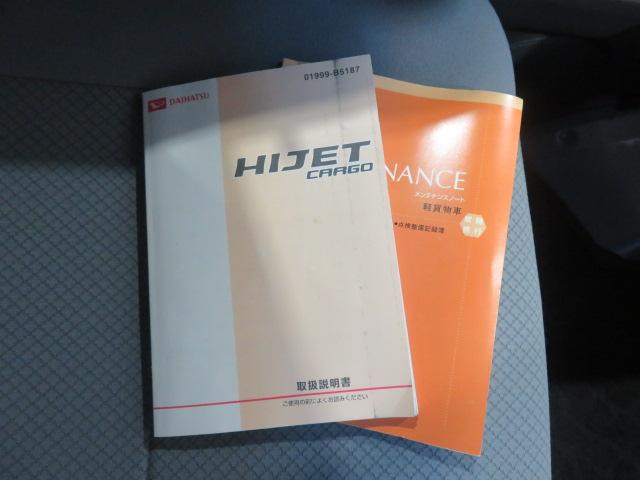 01999-B5187
DAIHATSU
HIJET
CARGO
取扱説明書
ご使用の前によくお読みください
NANCE
メンテナンスノート
軽貨物車
●点検整備記録簿